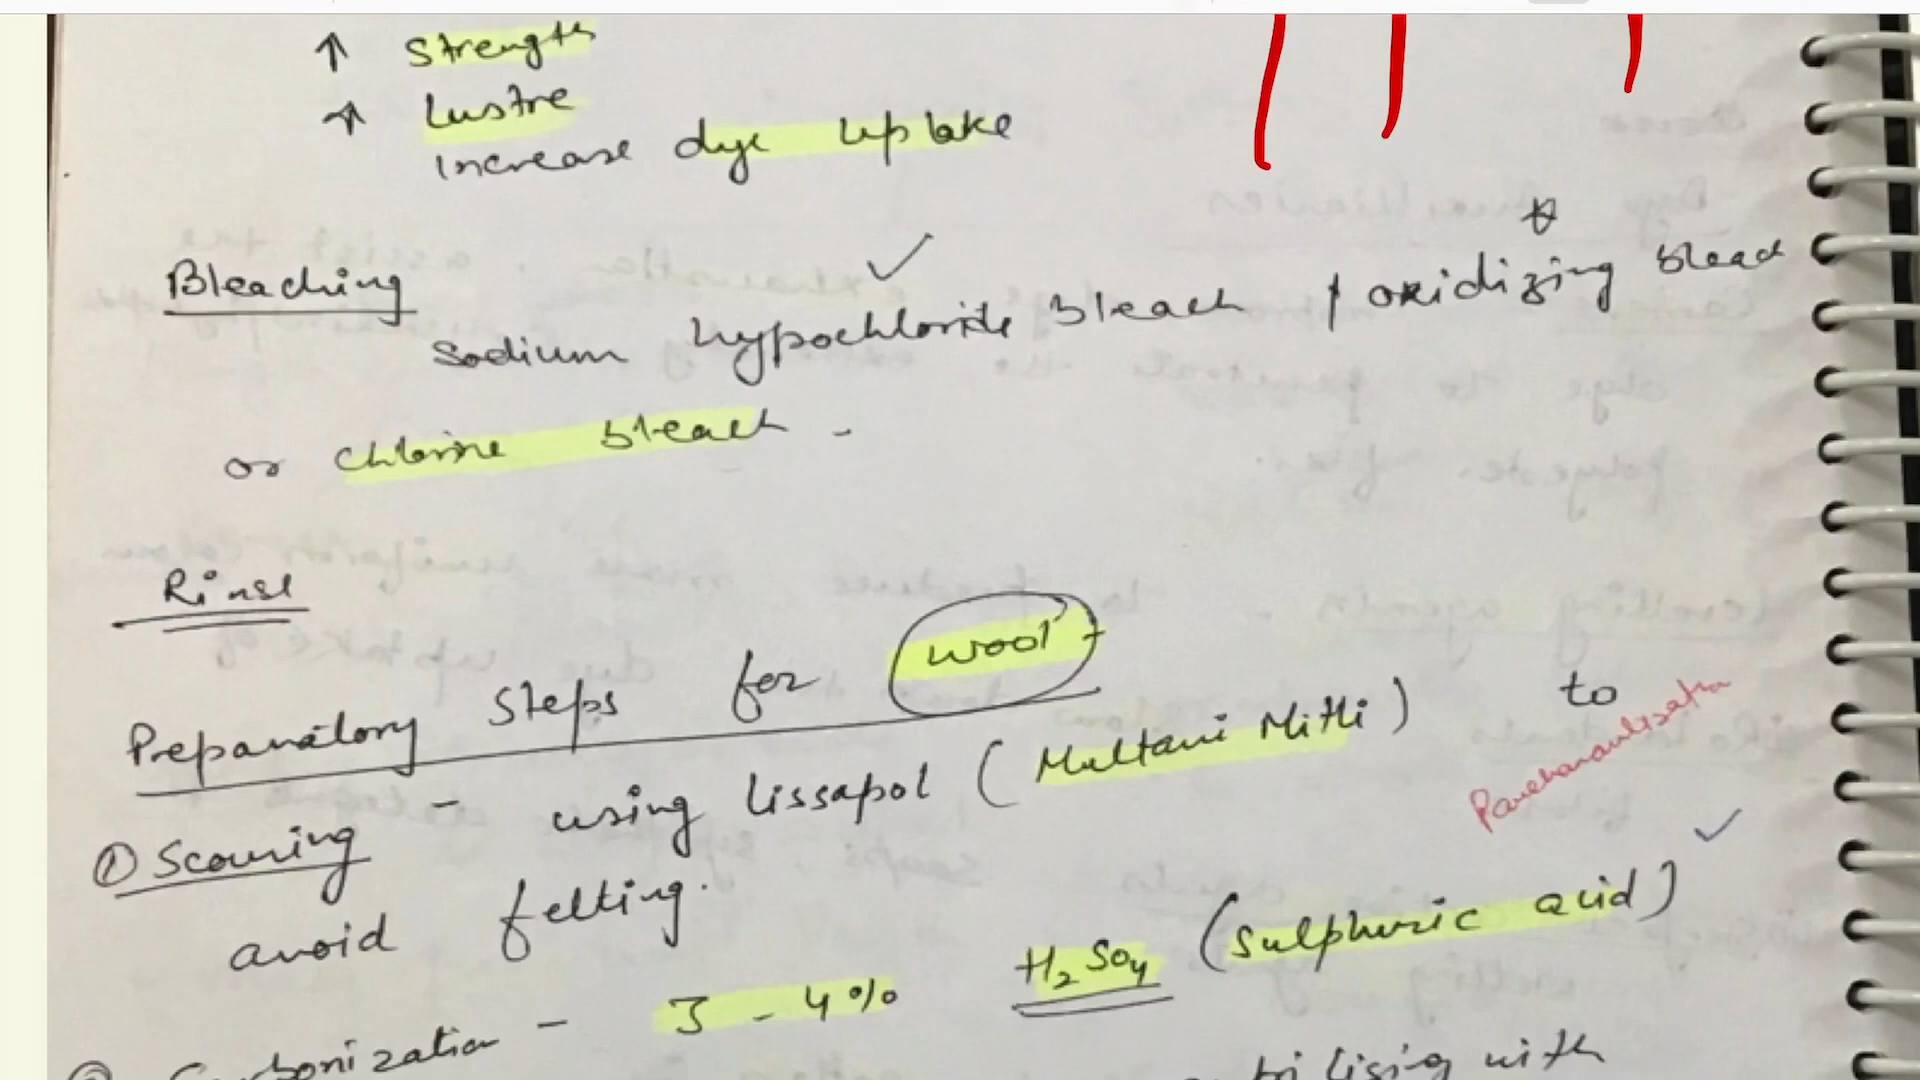 ↑ Strength
↑ Lustre
Increase dye uptake
Bleaching
Sodium hypochlorite Bleach / oxidizing bleach
or chlorine bleach -
Rinse
Preparatory Steps for wool
① Scouring - using Lissapol (Multani Mitti) to
avoid felting.
Carbonization - 3 - 4% H2SO4 (Sulphuric acid)
with